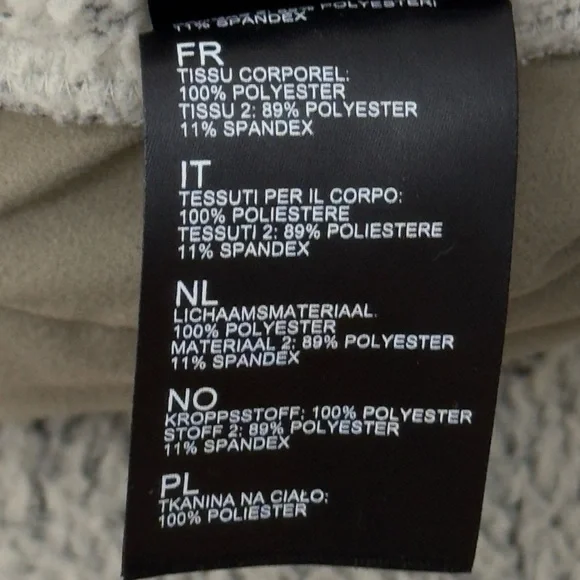 11% SPANDEX
FR
TISSU CORPOREL:
100% POLYESTER
TISSU 2: 89% POLYESTER
11% SPANDEX
IT
TESSUTI PER IL CORPO:
100% POLIESTERE
TESSUTI 2: 89% POLIESTERE
11% SPANDEX
NL
LICHAAMSMATERIAAL:
100% POLYESTER
MATERIAAL 2: 89% POLYESTER
11% SPANDEX
NO
KROPPSSTOFF: 100% POLYESTER
STOFF 2: 89% POLYESTER
11% SPANDEX
PL
TKANINA NA CIAŁO:
100% POLIESTER